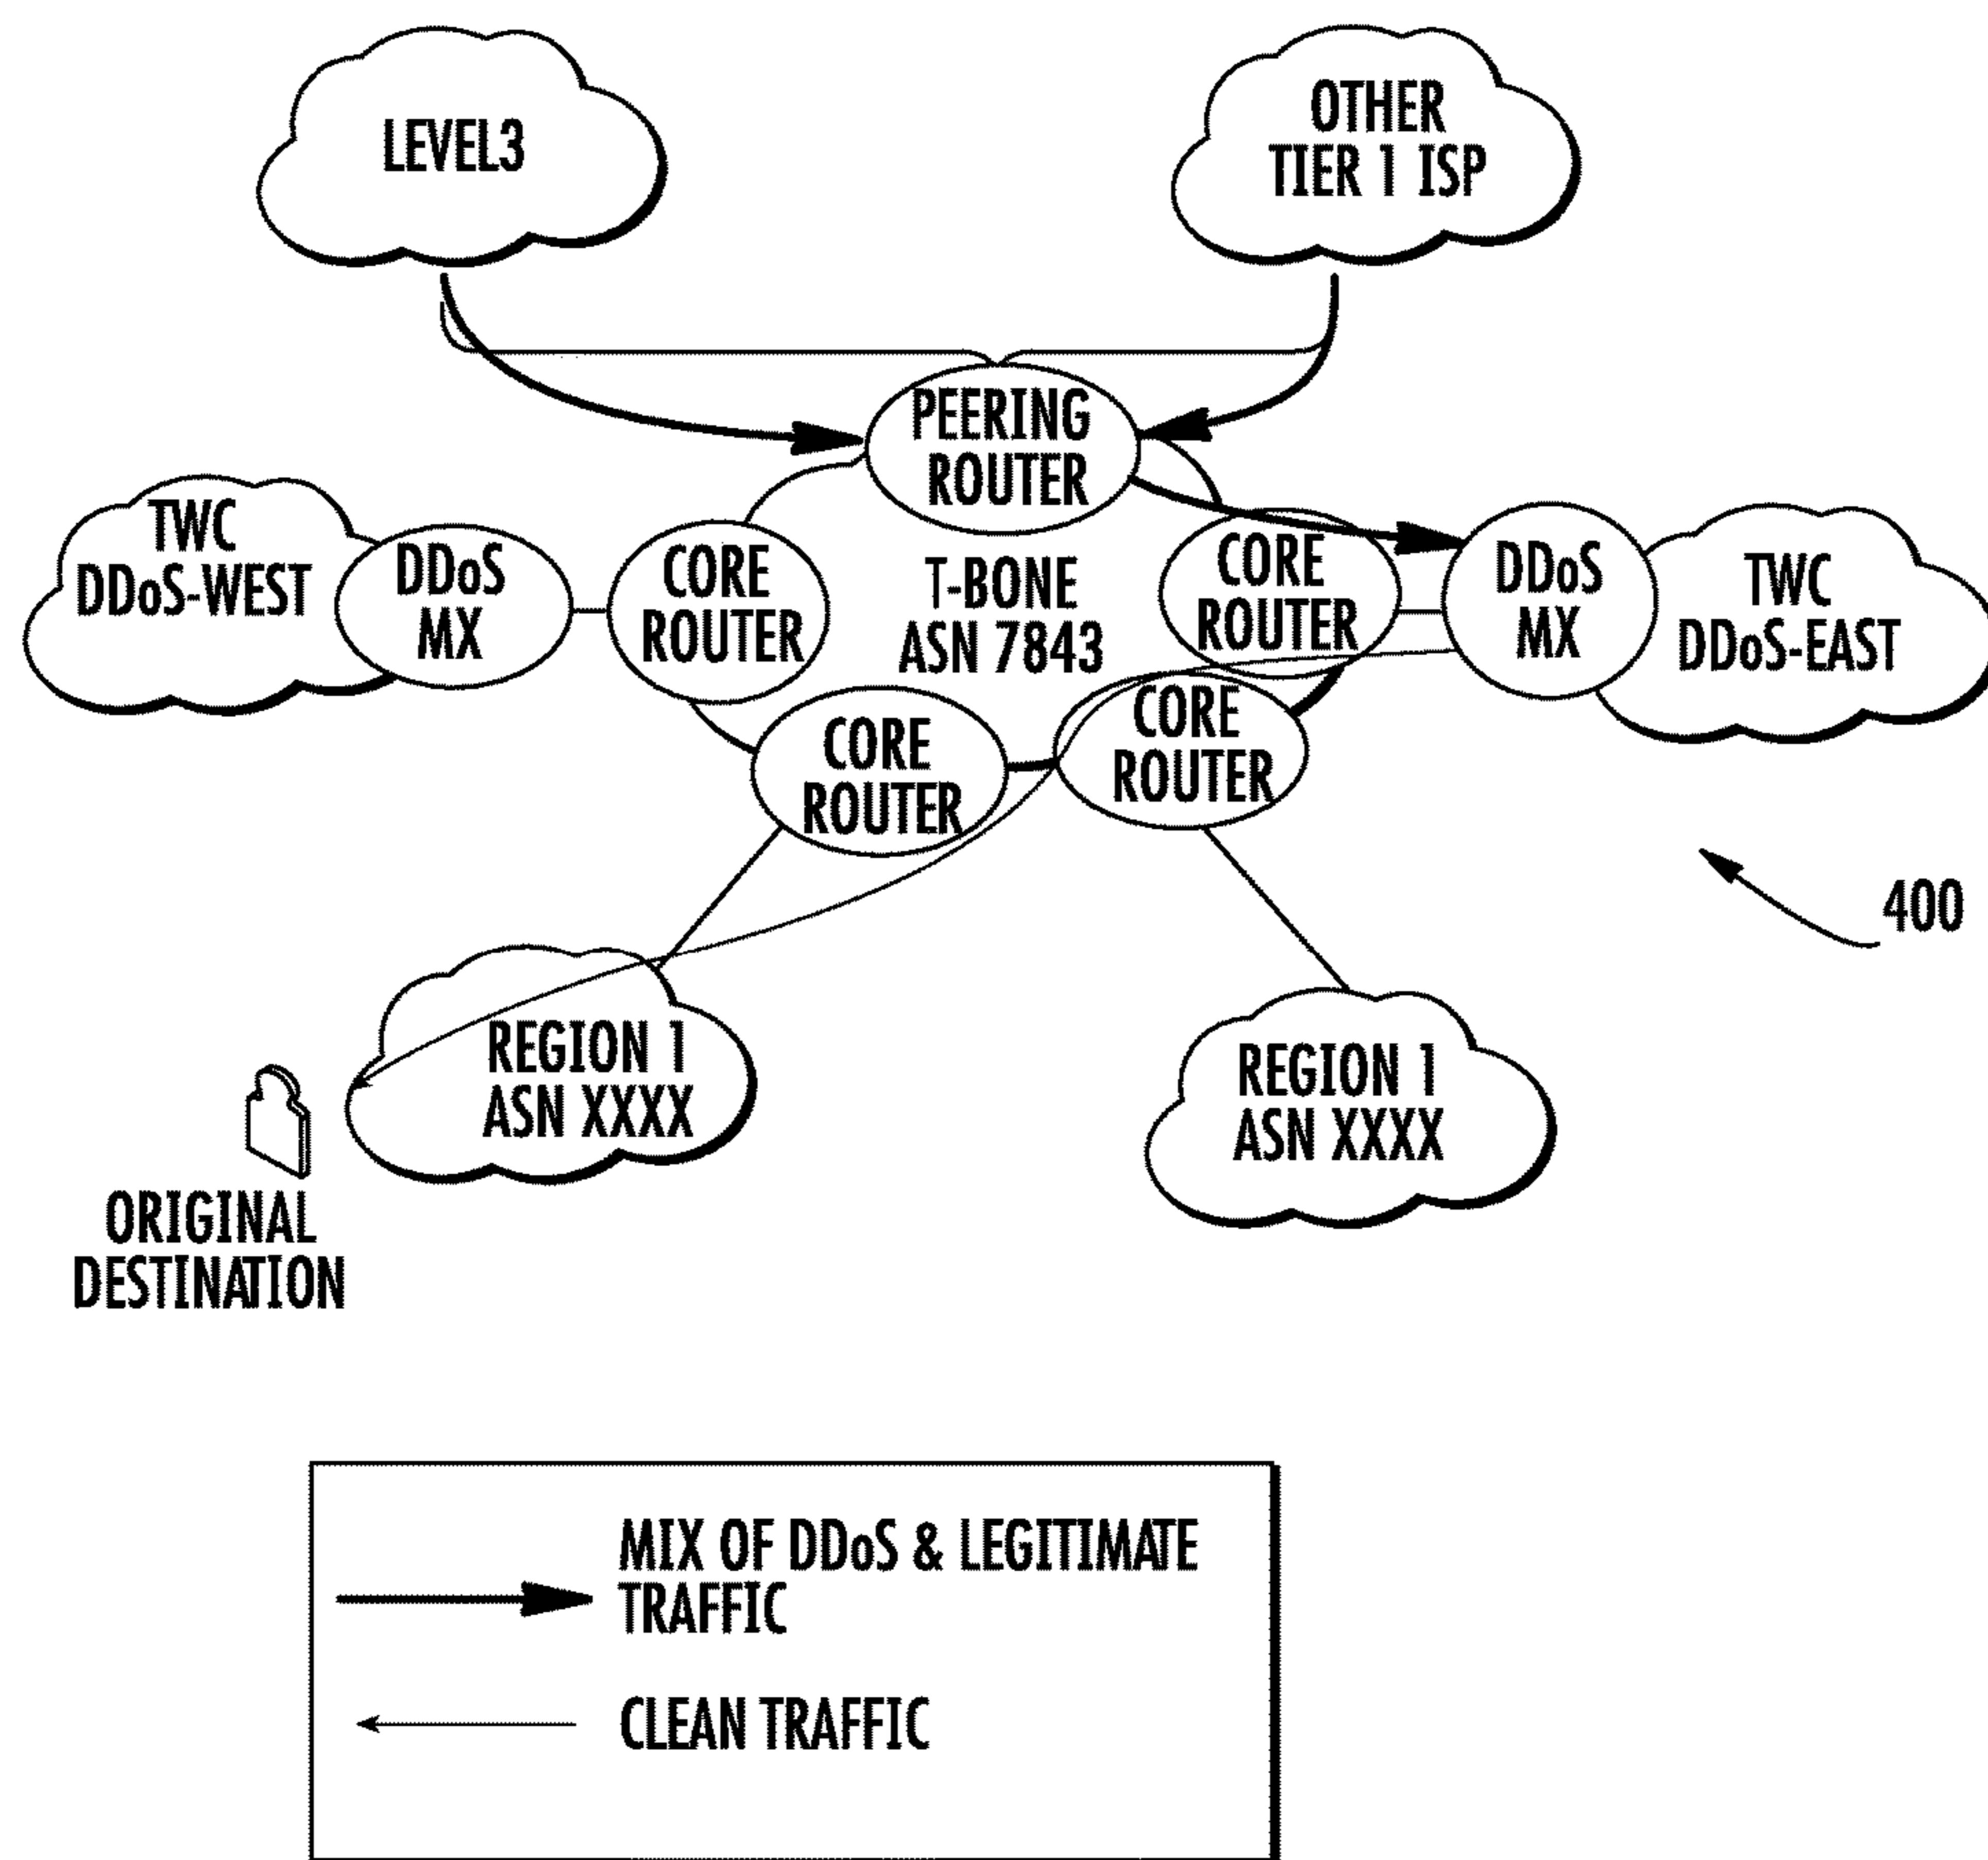 LEVEL3
OTHER
TIER 1 ISP
PEERING
ROUTER
TWC
DDoS-WEST
DDoS
MX
CORE
ROUTER
T-BONE
ASN 7843
CORE
ROUTER
DDoS
MX
TWC
DDoS-EAST
CORE
ROUTER
CORE
ROUTER
400
REGION 1
ASN XXXX
REGION 1
ASN XXXX
ORIGINAL
DESTINATION
MIX OF DDoS & LEGITIMATE
TRAFFIC
CLEAN TRAFFIC